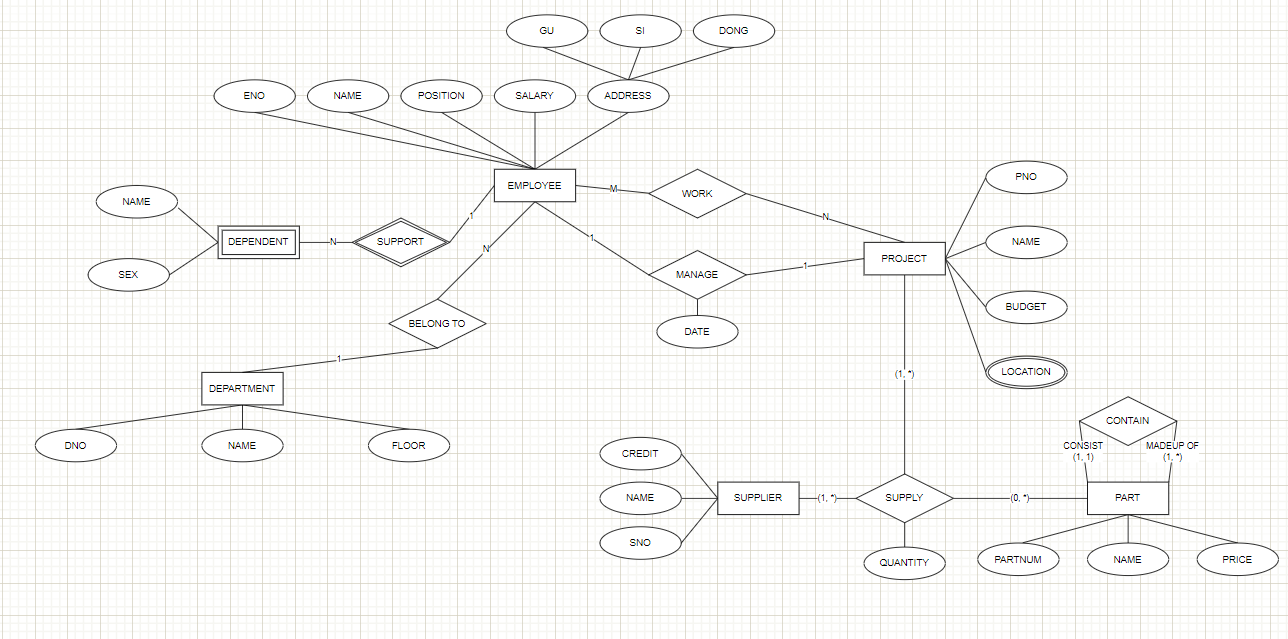 GU
SI
DONG
ENO
NAME
POSITION
SALARY
ADDRESS
EMPLOYEE
M
WORK
N
PNO
NAME
SEX
DEPENDENT
N
SUPPORT
1
N
1
MANAGE
1
DATE
PROJECT
NAME
BUDGET
LOCATION
BELONG TO
1
DEPARTMENT
DNO
NAME
FLOOR
(1, *)
CONTAIN
CONSIST
(1, 1)
MADEUP OF
(1, *)
CREDIT
NAME
SNO
SUPPLIER
(1, *)
SUPPLY
(0, *)
PART
QUANTITY
PARTNUM
NAME
PRICE